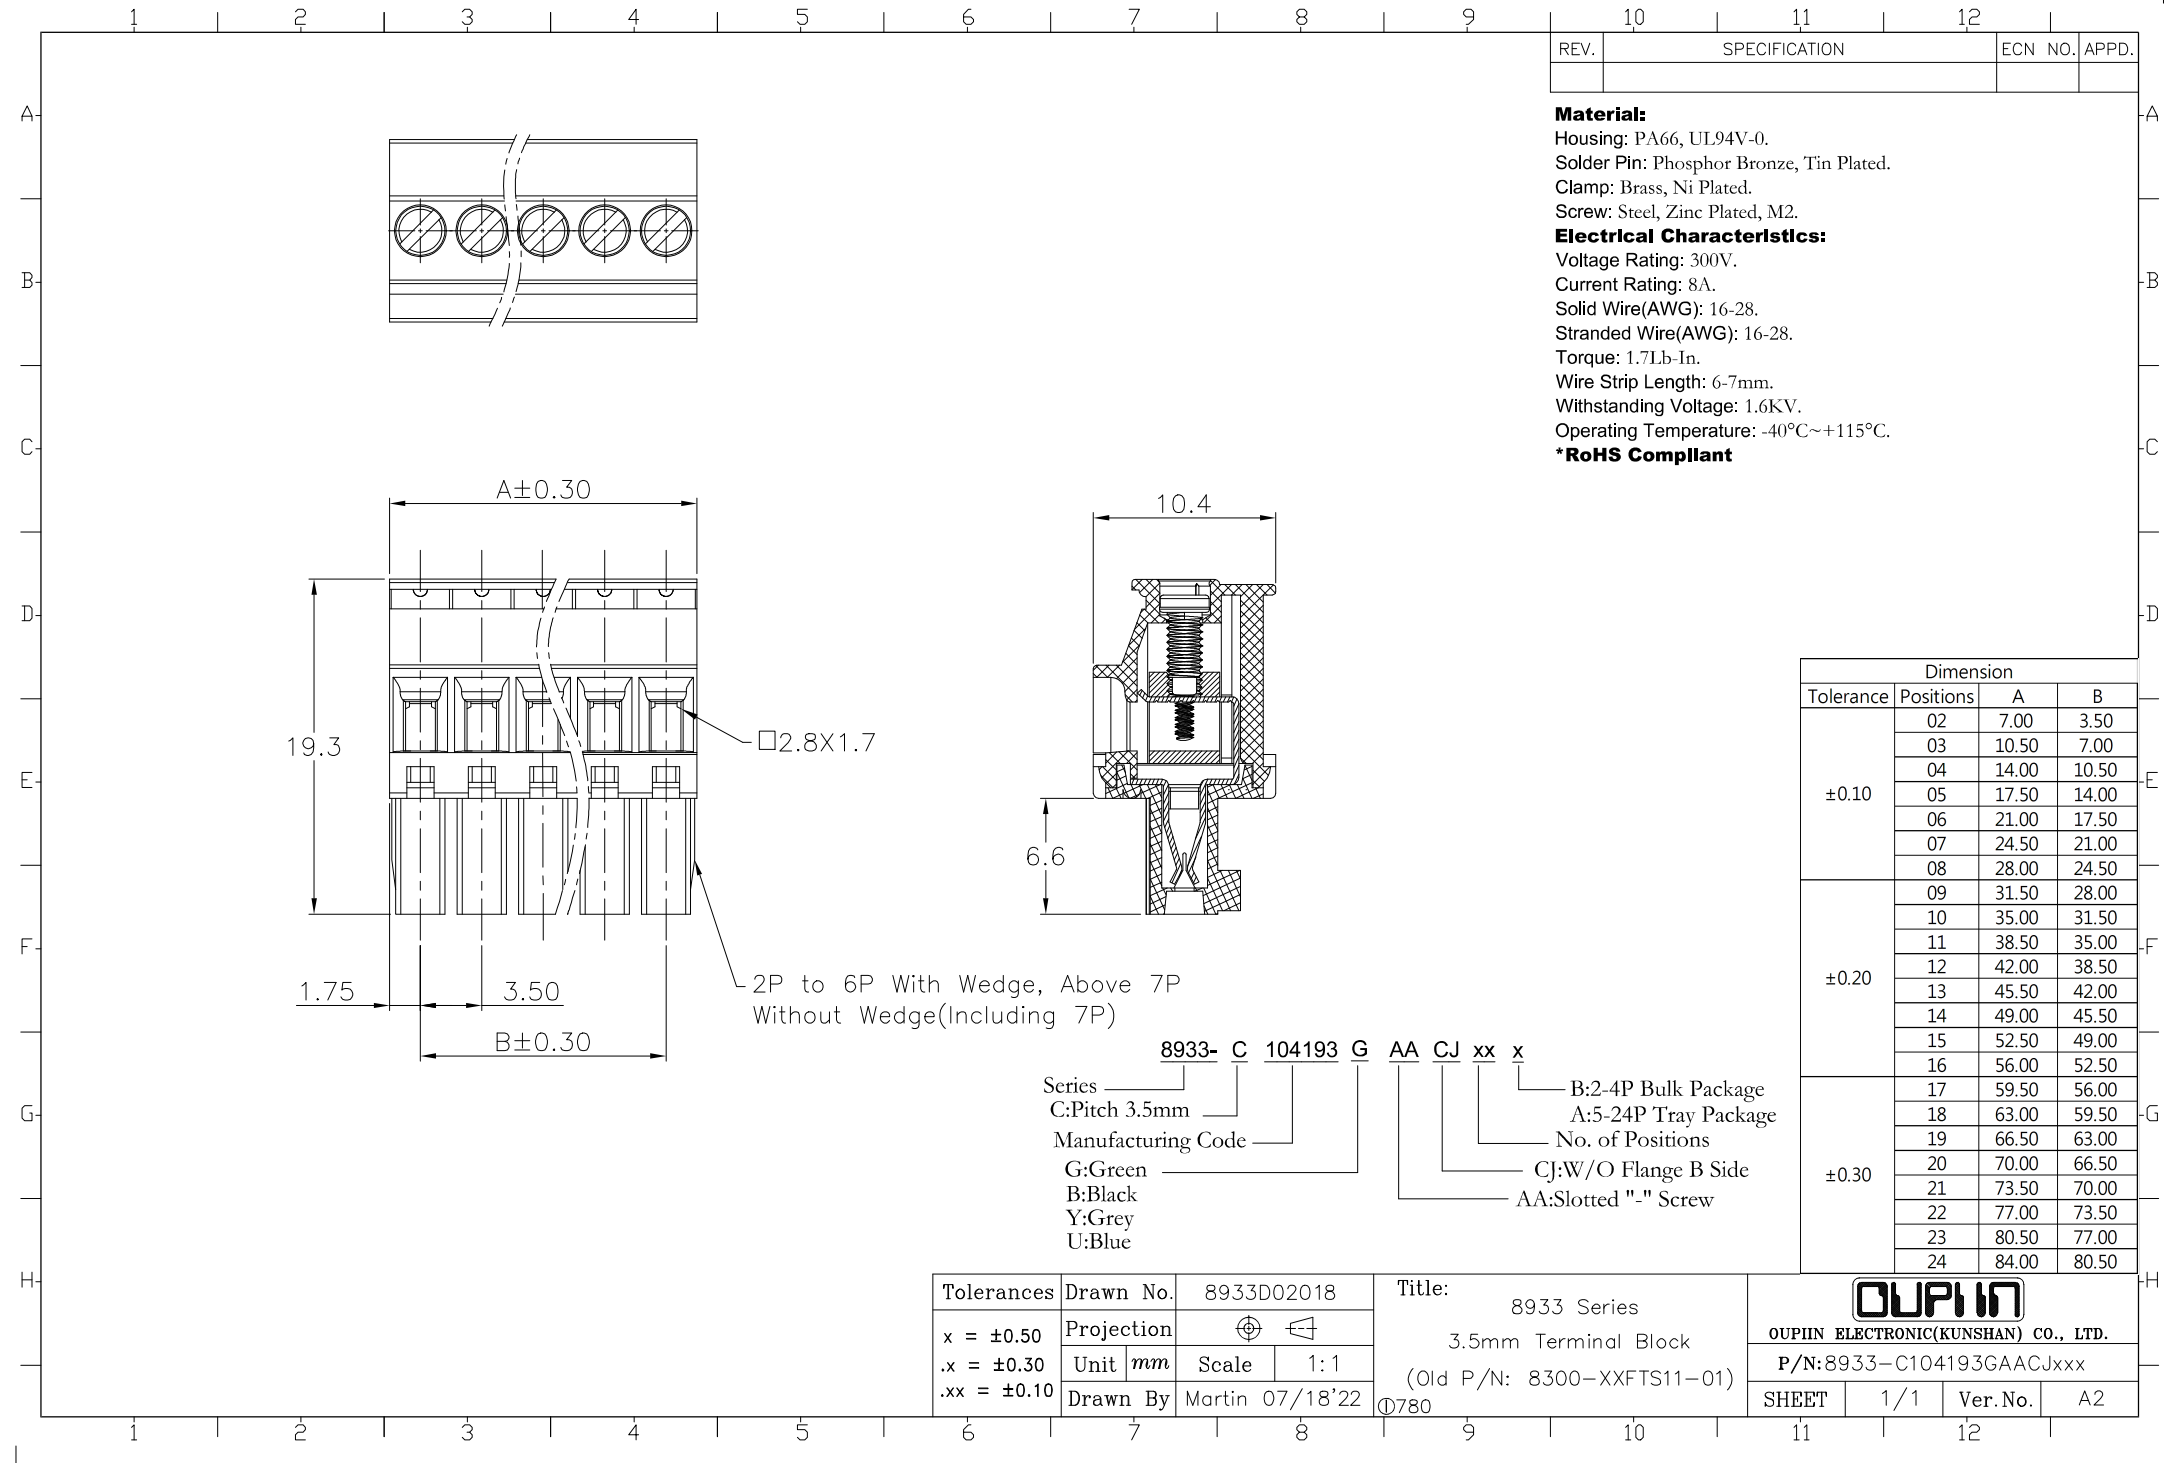 1 2 3 4 5 6 7 8 9 10 11 12
REV. SPECIFICATION ECN NO. APPD.
A A
B B
C C
D D
E E
F F
G G
H H
Material:
Housing: PA66, UL94V-0.
Solder Pin: Phosphor Bronze, Tin Plated.
Clamp: Brass, Ni Plated.
Screw: Steel, Zinc Plated, M2.
Electrical Characteristics:
Voltage Rating: 300V.
Current Rating: 8A.
Solid Wire(AWG): 16-28.
Stranded Wire(AWG): 16-28.
Torque: 1.7Lb-In.
Wire Strip Length: 6-7mm.
Withstanding Voltage: 1.6KV.
Operating Temperature: -40°C~+115°C.
*RoHS Compliant
A±0.30
10.4
19.3
□2.8X1.7
6.6
1.75 3.50
B±0.30
2P to 6P With Wedge, Above 7P
Without Wedge(Including 7P)
8933- C 104193 G AA CJ xx x
Series
C:Pitch 3.5mm
Manufacturing Code
G:Green
B:Black
Y:Grey
U:Blue
B:2-4P Bulk Package
A:5-24P Tray Package
No. of Positions
CJ:W/O Flange B Side
AA:Slotted "-" Screw
Dimension
Tolerance Positions A B
±0.10
02 7.00 3.50
03 10.50 7.00
04 14.00 10.50
05 17.50 14.00
06 21.00 17.50
07 24.50 21.00
08 28.00 24.50
±0.20
09 31.50 28.00
10 35.00 31.50
11 38.50 35.00
12 42.00 38.50
13 45.50 42.00
14 49.00 45.50
15 52.50 49.00
16 56.00 52.50
±0.30
17 59.50 56.00
18 63.00 59.50
19 66.50 63.00
20 70.00 66.50
21 73.50 70.00
22 77.00 73.50
23 80.50 77.00
24 84.00 80.50
Tolerances
x = ±0.50
.x = ±0.30
.xx = ±0.10
Drawn No. 8933D02018
Projection
Unit mm Scale 1:1
Drawn By Martin 07/18'22
Title:
8933 Series
3.5mm Terminal Block
(Old P/N: 8300-XXFTS11-01)
①780
OUPIIN
OUPIIN ELECTRONIC(KUNSHAN) CO., LTD.
P/N:8933-C104193GAACJxxx
SHEET 1/1 Ver.No. A2
1 2 3 4 5 6 7 8 9 10 11 12